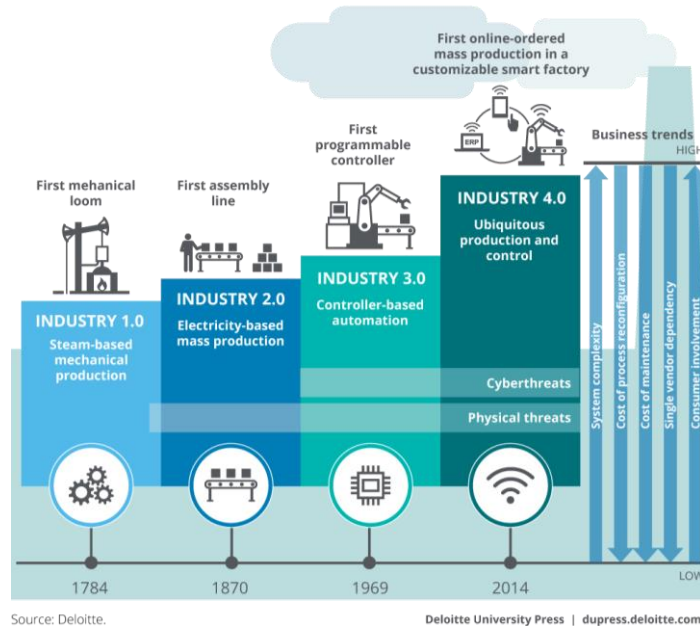 First online-ordered
mass production in a
customizable smart factory
First
programmable
controller
First mehanical
loom
First assembly
line
ERP
Business trends
HIGH
INDUSTRY 1.0
Steam-based
mechanical
production
INDUSTRY 2.0
Electricity-based
mass production
INDUSTRY 3.0
Controller-based
automation
INDUSTRY 4.0
Ubiquitous
production and
control
Cyberthreats
Physical threats
System complexity
Cost of process reconfiguration
Cost of maintenance
Single vendor dependency
Consumer involvement
LOW
1784
1870
1969
2014
Source: Deloitte.
Deloitte University Press | dupress.deloitte.com